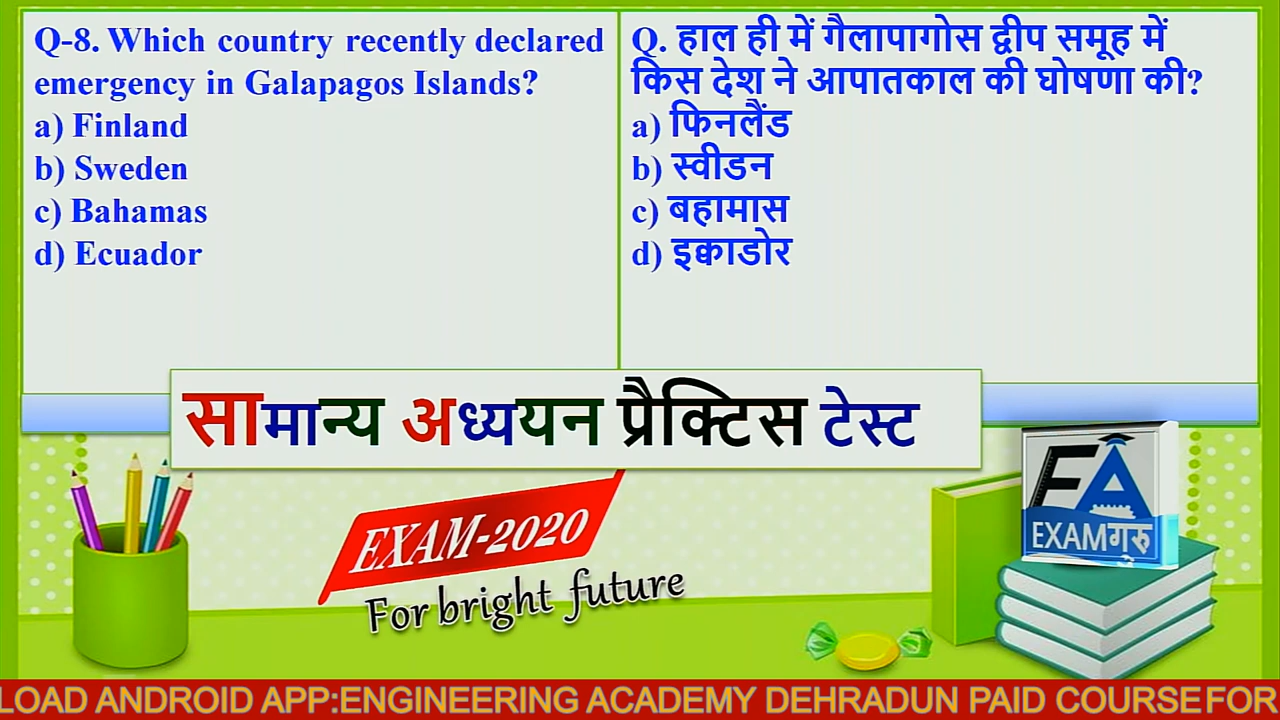 Q-8. Which country recently declared
emergency in Galapagos Islands?
a) Finland
b) Sweden
c) Bahamas
d) Ecuador
Q. हाल ही में गैलापागोस द्वीप समूह में
किस देश ने आपातकाल की घोषणा की?
a) फिनलैंड
b) स्वीडन
c) बहामास
d) इक्वाडोर
सामान्य अध्ययन प्रैक्टिस टेस्ट
EXAM-2020
For bright future
FA
EXAMगुरु
LOAD ANDROID APP:ENGINEERING ACADEMY DEHRADUN PAID COURSE FOR